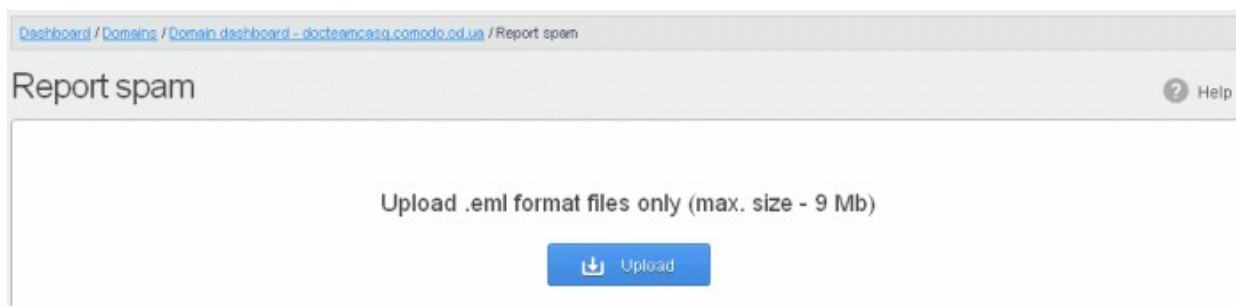 Dashboard / Domains / Domain dashboard - docteamcasg.comodo.od.ua / Report spam
Report spam
Help
Upload .eml format files only (max. size - 9 Mb)
Upload